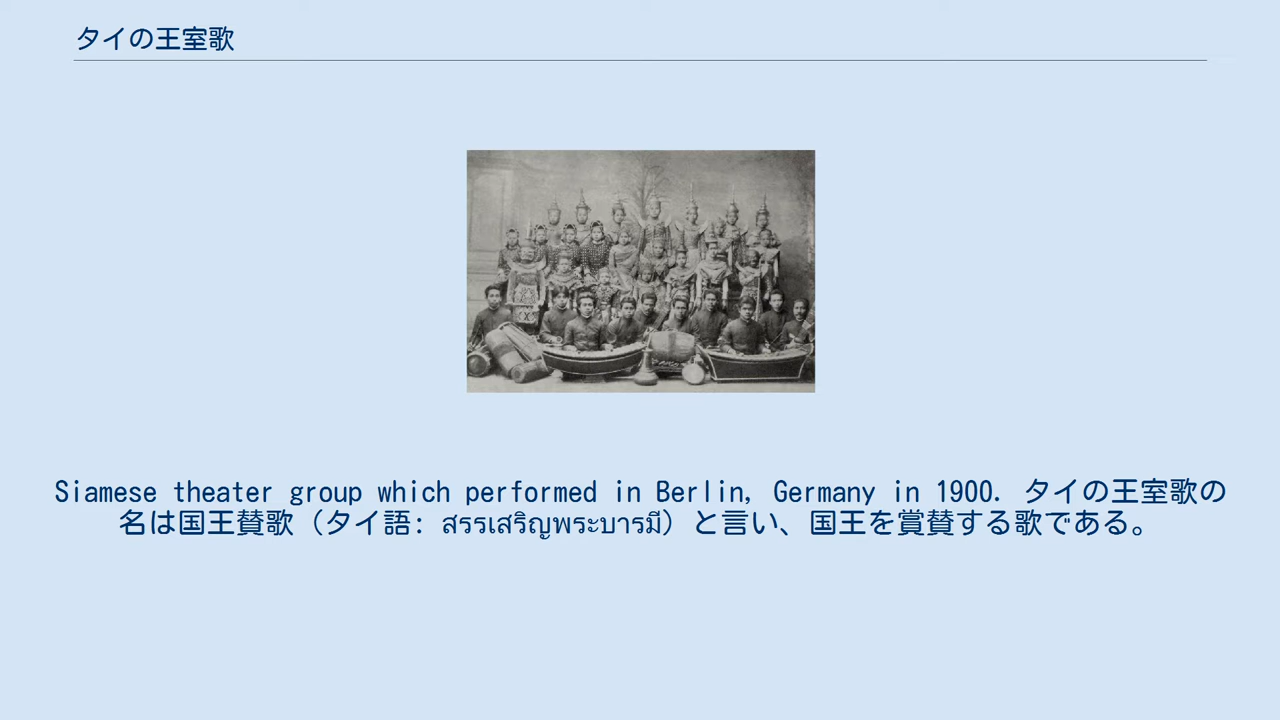 タイの王室歌
Siamese theater group which performed in Berlin, Germany in 1900. タイの王室歌の
名は国王賛歌（タイ語: สรรเสริญพระบารมี）と言い、国王を賞賛する歌である。